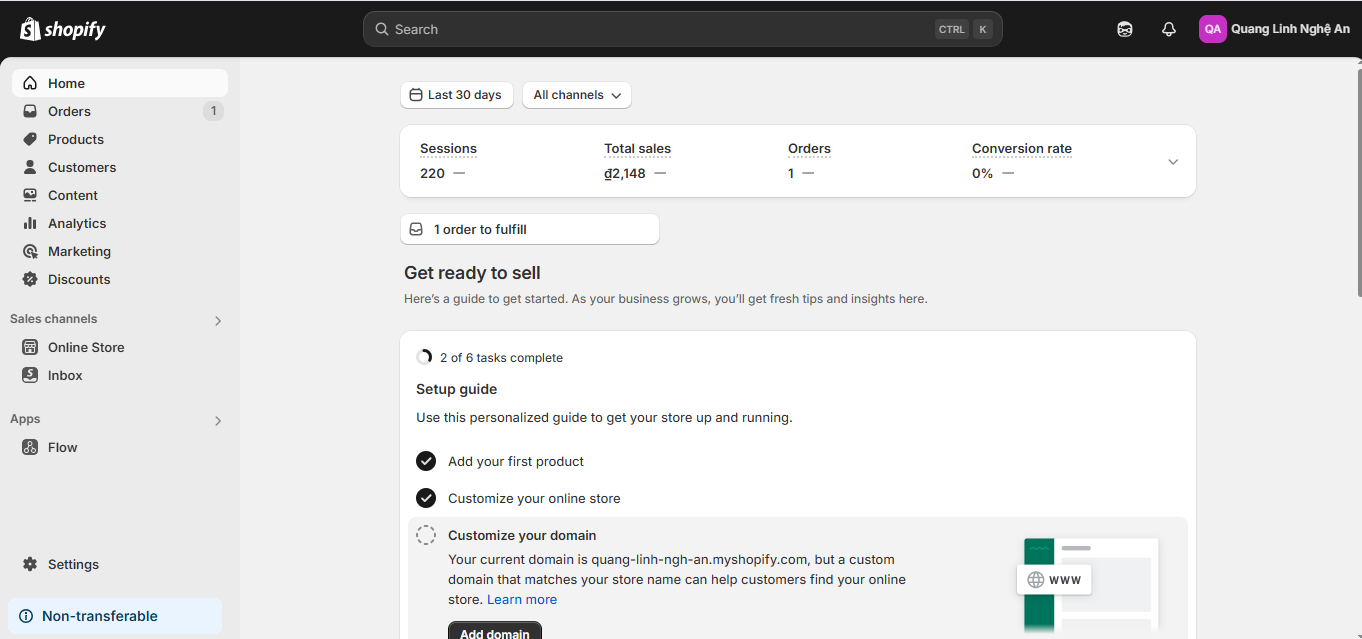 shopify
Search
CTRL K
QA Quang Linh Nghệ An
Home
Orders 1
Products
Customers
Content
Analytics
Marketing
Discounts
Sales channels
Online Store
Inbox
Apps
Flow
Settings
Non-transferable
Last 30 days All channels
Sessions Total sales Orders Conversion rate
220 — ₫2,148 — 1 — 0% —
1 order to fulfill
Get ready to sell
Here’s a guide to get started. As your business grows, you’ll get fresh tips and insights here.
2 of 6 tasks complete
Setup guide
Use this personalized guide to get your store up and running.
Add your first product
Customize your online store
Customize your domain
Your current domain is quang-linh-ngh-an.myshopify.com, but a custom
domain that matches your store name can help customers find your online
store. Learn more
www
Add domain